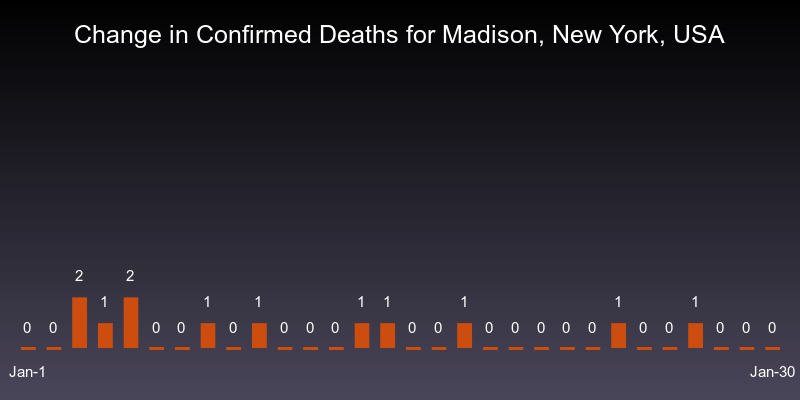 Change in Confirmed Deaths for Madison, New York, USA
0 0 2 1 2 0 0 1 0 1 0 0 0 1 1 0 0 1 0 0 0 0 0 1 0 0 1 0 0 0
Jan-1 Jan-30